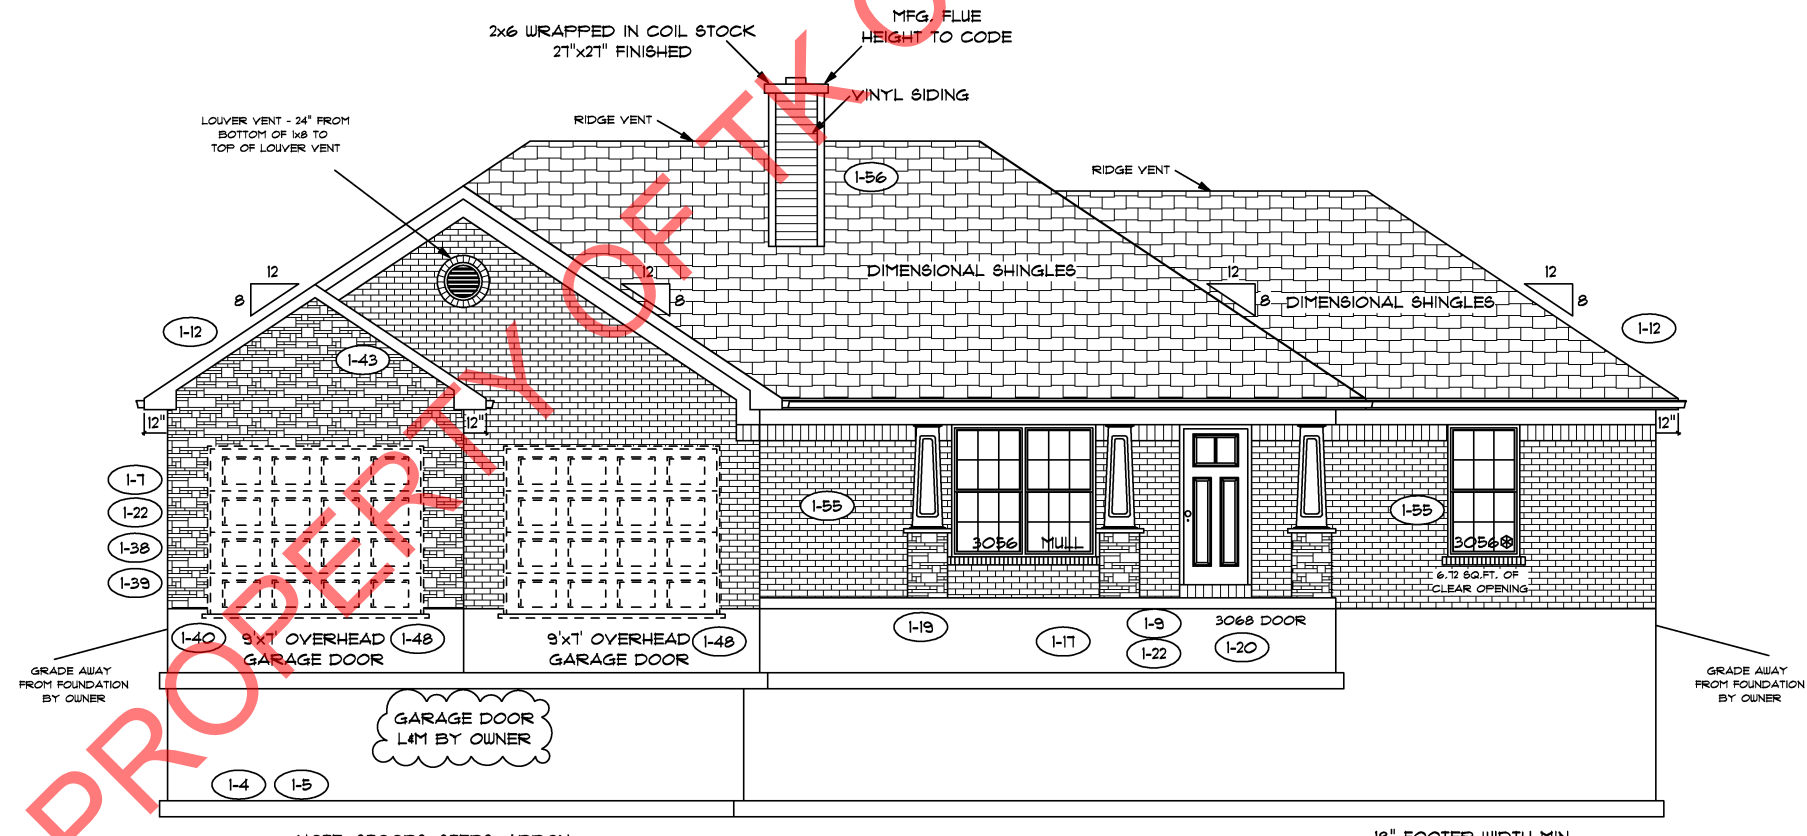 MFG. FLUE
HEIGHT TO CODE
2x6 WRAPPED IN COIL STOCK
27"x27" FINISHED
VINYL SIDING
LOUVER VENT - 24" FROM
BOTTOM OF 1x8 TO
TOP OF LOUVER VENT
RIDGE VENT
RIDGE VENT
1-56
DIMENSIONAL SHINGLES
DIMENSIONAL SHINGLES
12
8
12
8
12
8
12
8
1-12
1-12
1-43
12"
12"
12"
1-7
1-22
1-38
1-39
1-55
1-55
3056 MULL
3056
6.72 SQ.FT. OF
CLEAR OPENING
1-40
9'x7' OVERHEAD
GARAGE DOOR
1-48
9'x7' OVERHEAD
GARAGE DOOR
1-48
1-19
1-17
1-9
1-22
3068 DOOR
1-20
GRADE AWAY
FROM FOUNDATION
BY OWNER
GRADE AWAY
FROM FOUNDATION
BY OWNER
GARAGE DOOR
L&M BY OWNER
1-4
1-5
18" FOOTER WIDTH MIN
PROPERTY OF TK